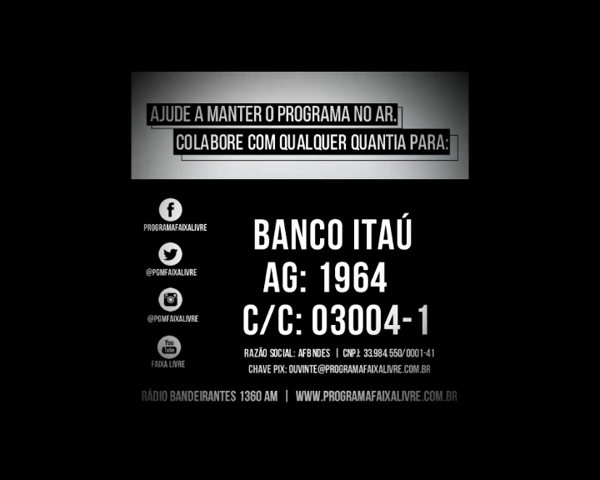 AJUDE A MANTER O PROGRAMA NO AR.
COLABORE COM QUALQUER QUANTIA PARA:
f
PROGRAMAFAIXALIVRE
@PGMFAIXALIVRE
@PGMFAIXALIVRE
You
Tube
FAIXA LIVRE
BANCO ITAÚ
AG: 1964
C/C: 03004-1
RAZÃO SOCIAL: AFBNDES | CNPJ: 33.984.550/0001-41
CHAVE PIX: OUVINTE@PROGRAMAFAIXALIVRE.COM.BR
RÁDIO BANDEIRANTES 1360 AM | WWW.PROGRAMAFAIXALIVRE.COM.BR